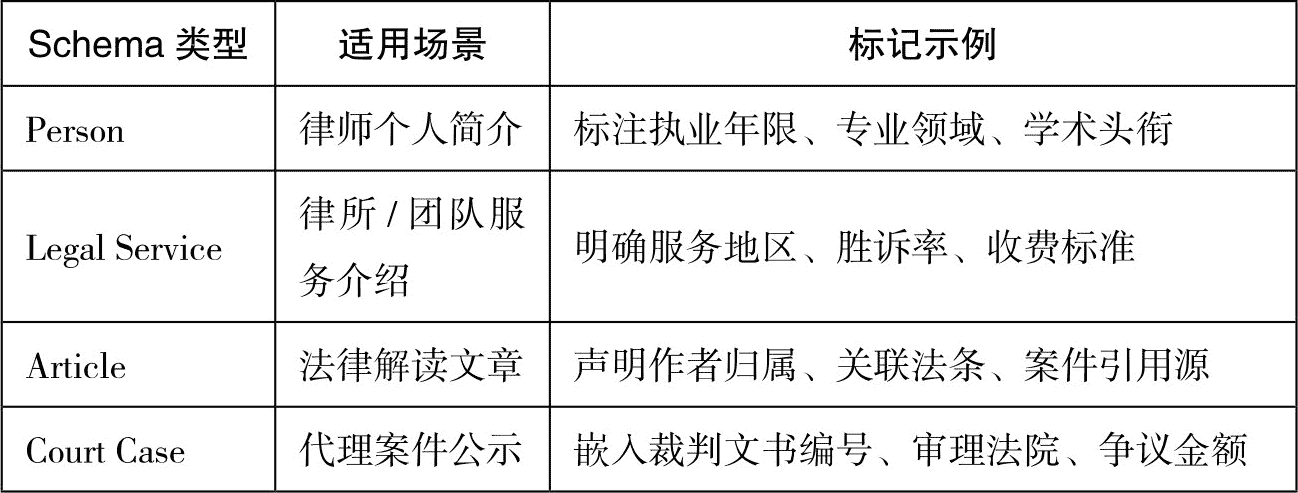 Schema 类型 适用场景 标记示例
Person 律师个人简介 标注执业年限、专业领域、学术头衔
Legal Service 律所 / 团队服务介绍 明确服务地区、胜诉率、收费标准
Article 法律解读文章 声明作者归属、关联法条、案件引用源
Court Case 代理案件公示 嵌入裁判文书编号、审理法院、争议金额